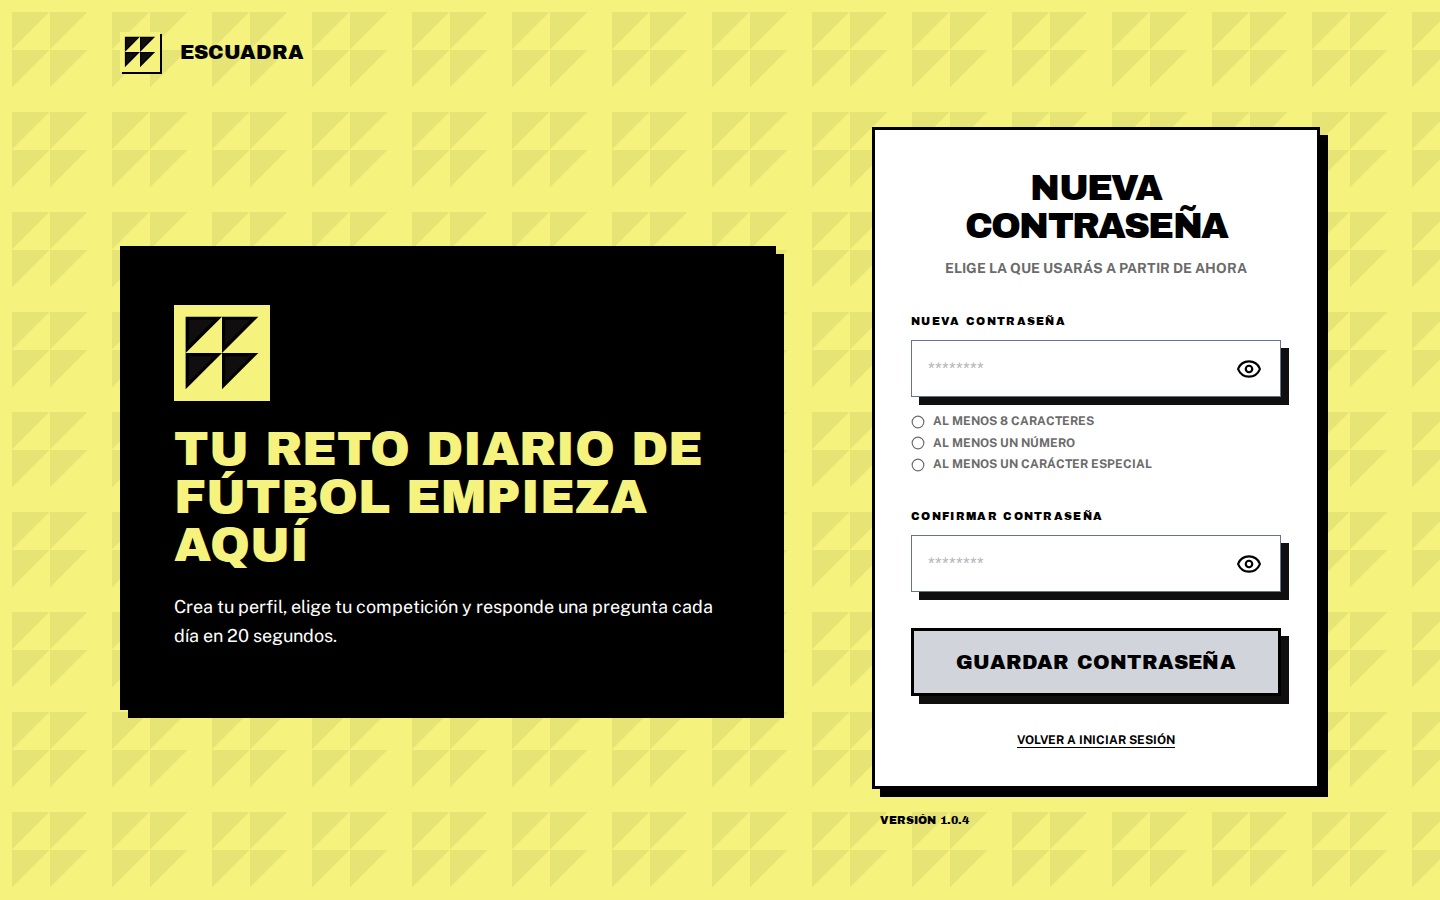 ESCUADRA
TU RETO DIARIO DE
FÚTBOL EMPIEZA
AQUÍ
Crea tu perfil, elige tu competición y responde una pregunta cada
día en 20 segundos.
NUEVA
CONTRASEÑA
ELIGE LA QUE USARÁS A PARTIR DE AHORA
NUEVA CONTRASEÑA
********
AL MENOS 8 CARACTERES
AL MENOS UN NÚMERO
AL MENOS UN CARÁCTER ESPECIAL
CONFIRMAR CONTRASEÑA
********
GUARDAR CONTRASEÑA
VOLVER A INICIAR SESIÓN
VERSIÓN 1.0.4